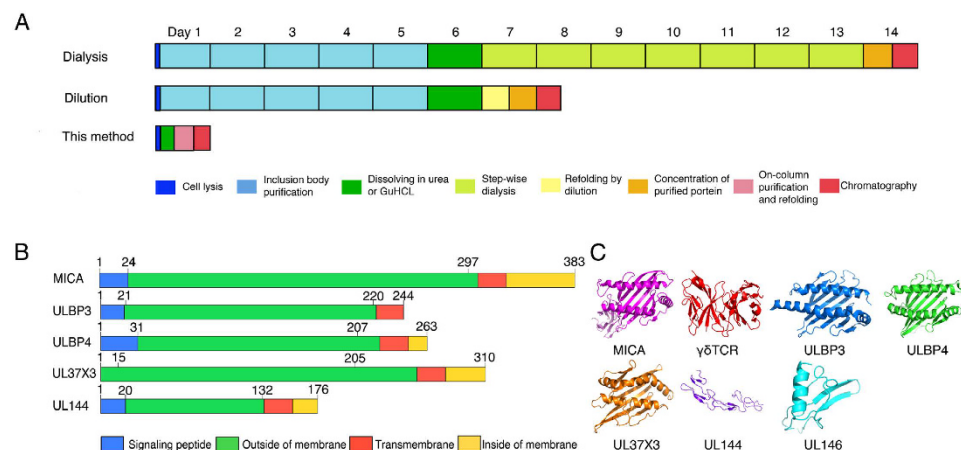 A
Day 1 2 3 4 5 6 7 8 9 10 11 12 13 14
Dialysis
Dilution
This method
Cell lysis
Inclusion body
purification
Dissolving in urea
or GuHCL
Step-wise
dialysis
Refolding by
dilution
Concentration of
purified portein
On-column
purification
and refolding
Chromatography
B
1 24 297 383
MICA
1 21 220 244
ULBP3
1 31 207 263
ULBP4
1 15 205 310
UL37X3
1 20 132 176
UL144
Signaling peptide
Outside of membrane
Transmembrane
Inside of membrane
C
MICA γδTCR ULBP3 ULBP4
UL37X3 UL144 UL146